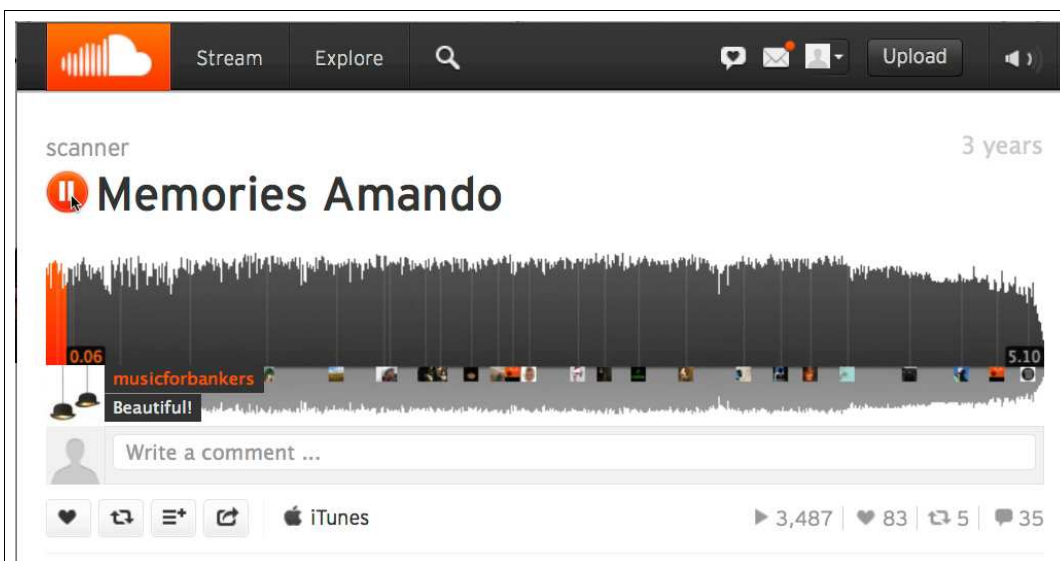 Stream Explore Upload
scanner 3 years
Memories Amando
0.06 5.10
musicforbankers
Beautiful!
Write a comment ...
iTunes 3,487 83 5 35